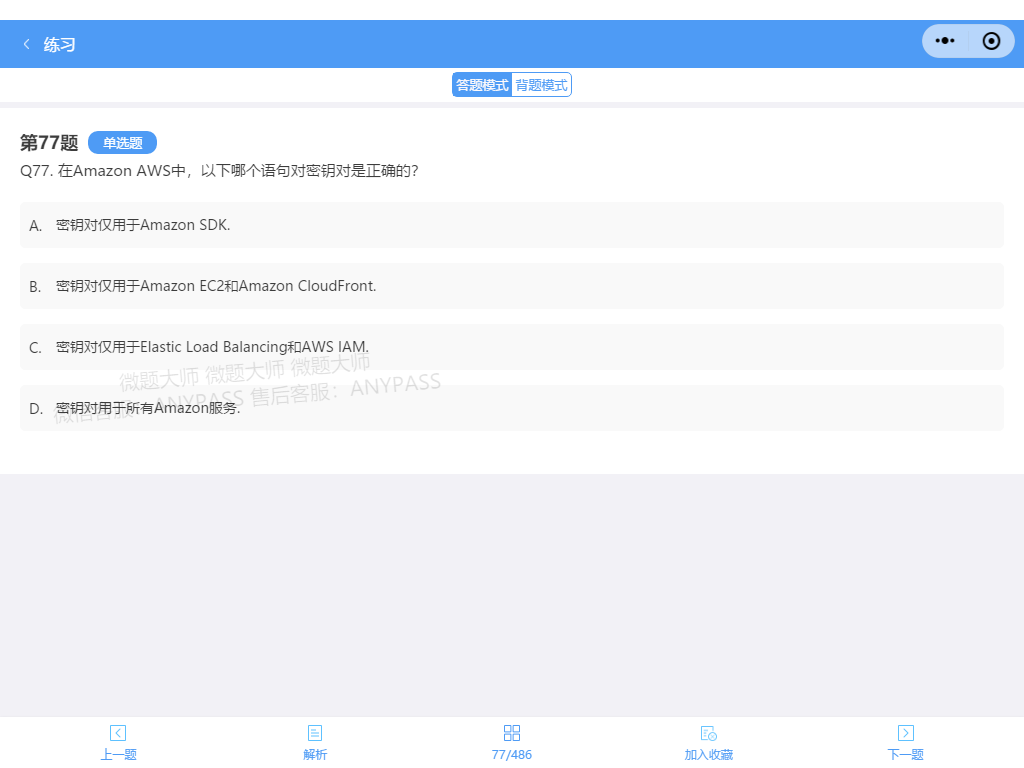 练习
答题模式 背题模式
第77题 单选题
Q77. 在Amazon AWS中，以下哪个语句对密钥对是正确的？
A. 密钥对仅用于Amazon SDK.
B. 密钥对仅用于Amazon EC2和Amazon CloudFront.
C. 密钥对仅用于Elastic Load Balancing和AWS IAM.
微题大师 微题大师 微题大师
微信客服：ANYPASS 售后客服：ANYPASS
D. 密钥对用于所有Amazon服务.
上一题 解析 77/486 加入收藏 下一题